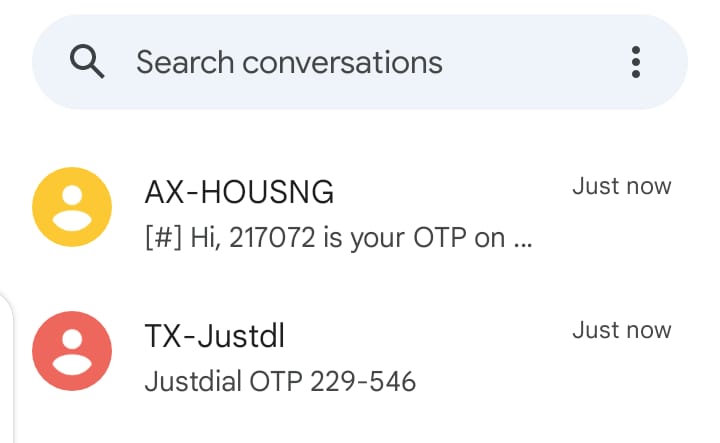 Search conversations
AX-HOUSNG
Just now
[#] Hi, 217072 is your OTP on ...
TX-Justdl
Just now
Justdial OTP 229-546